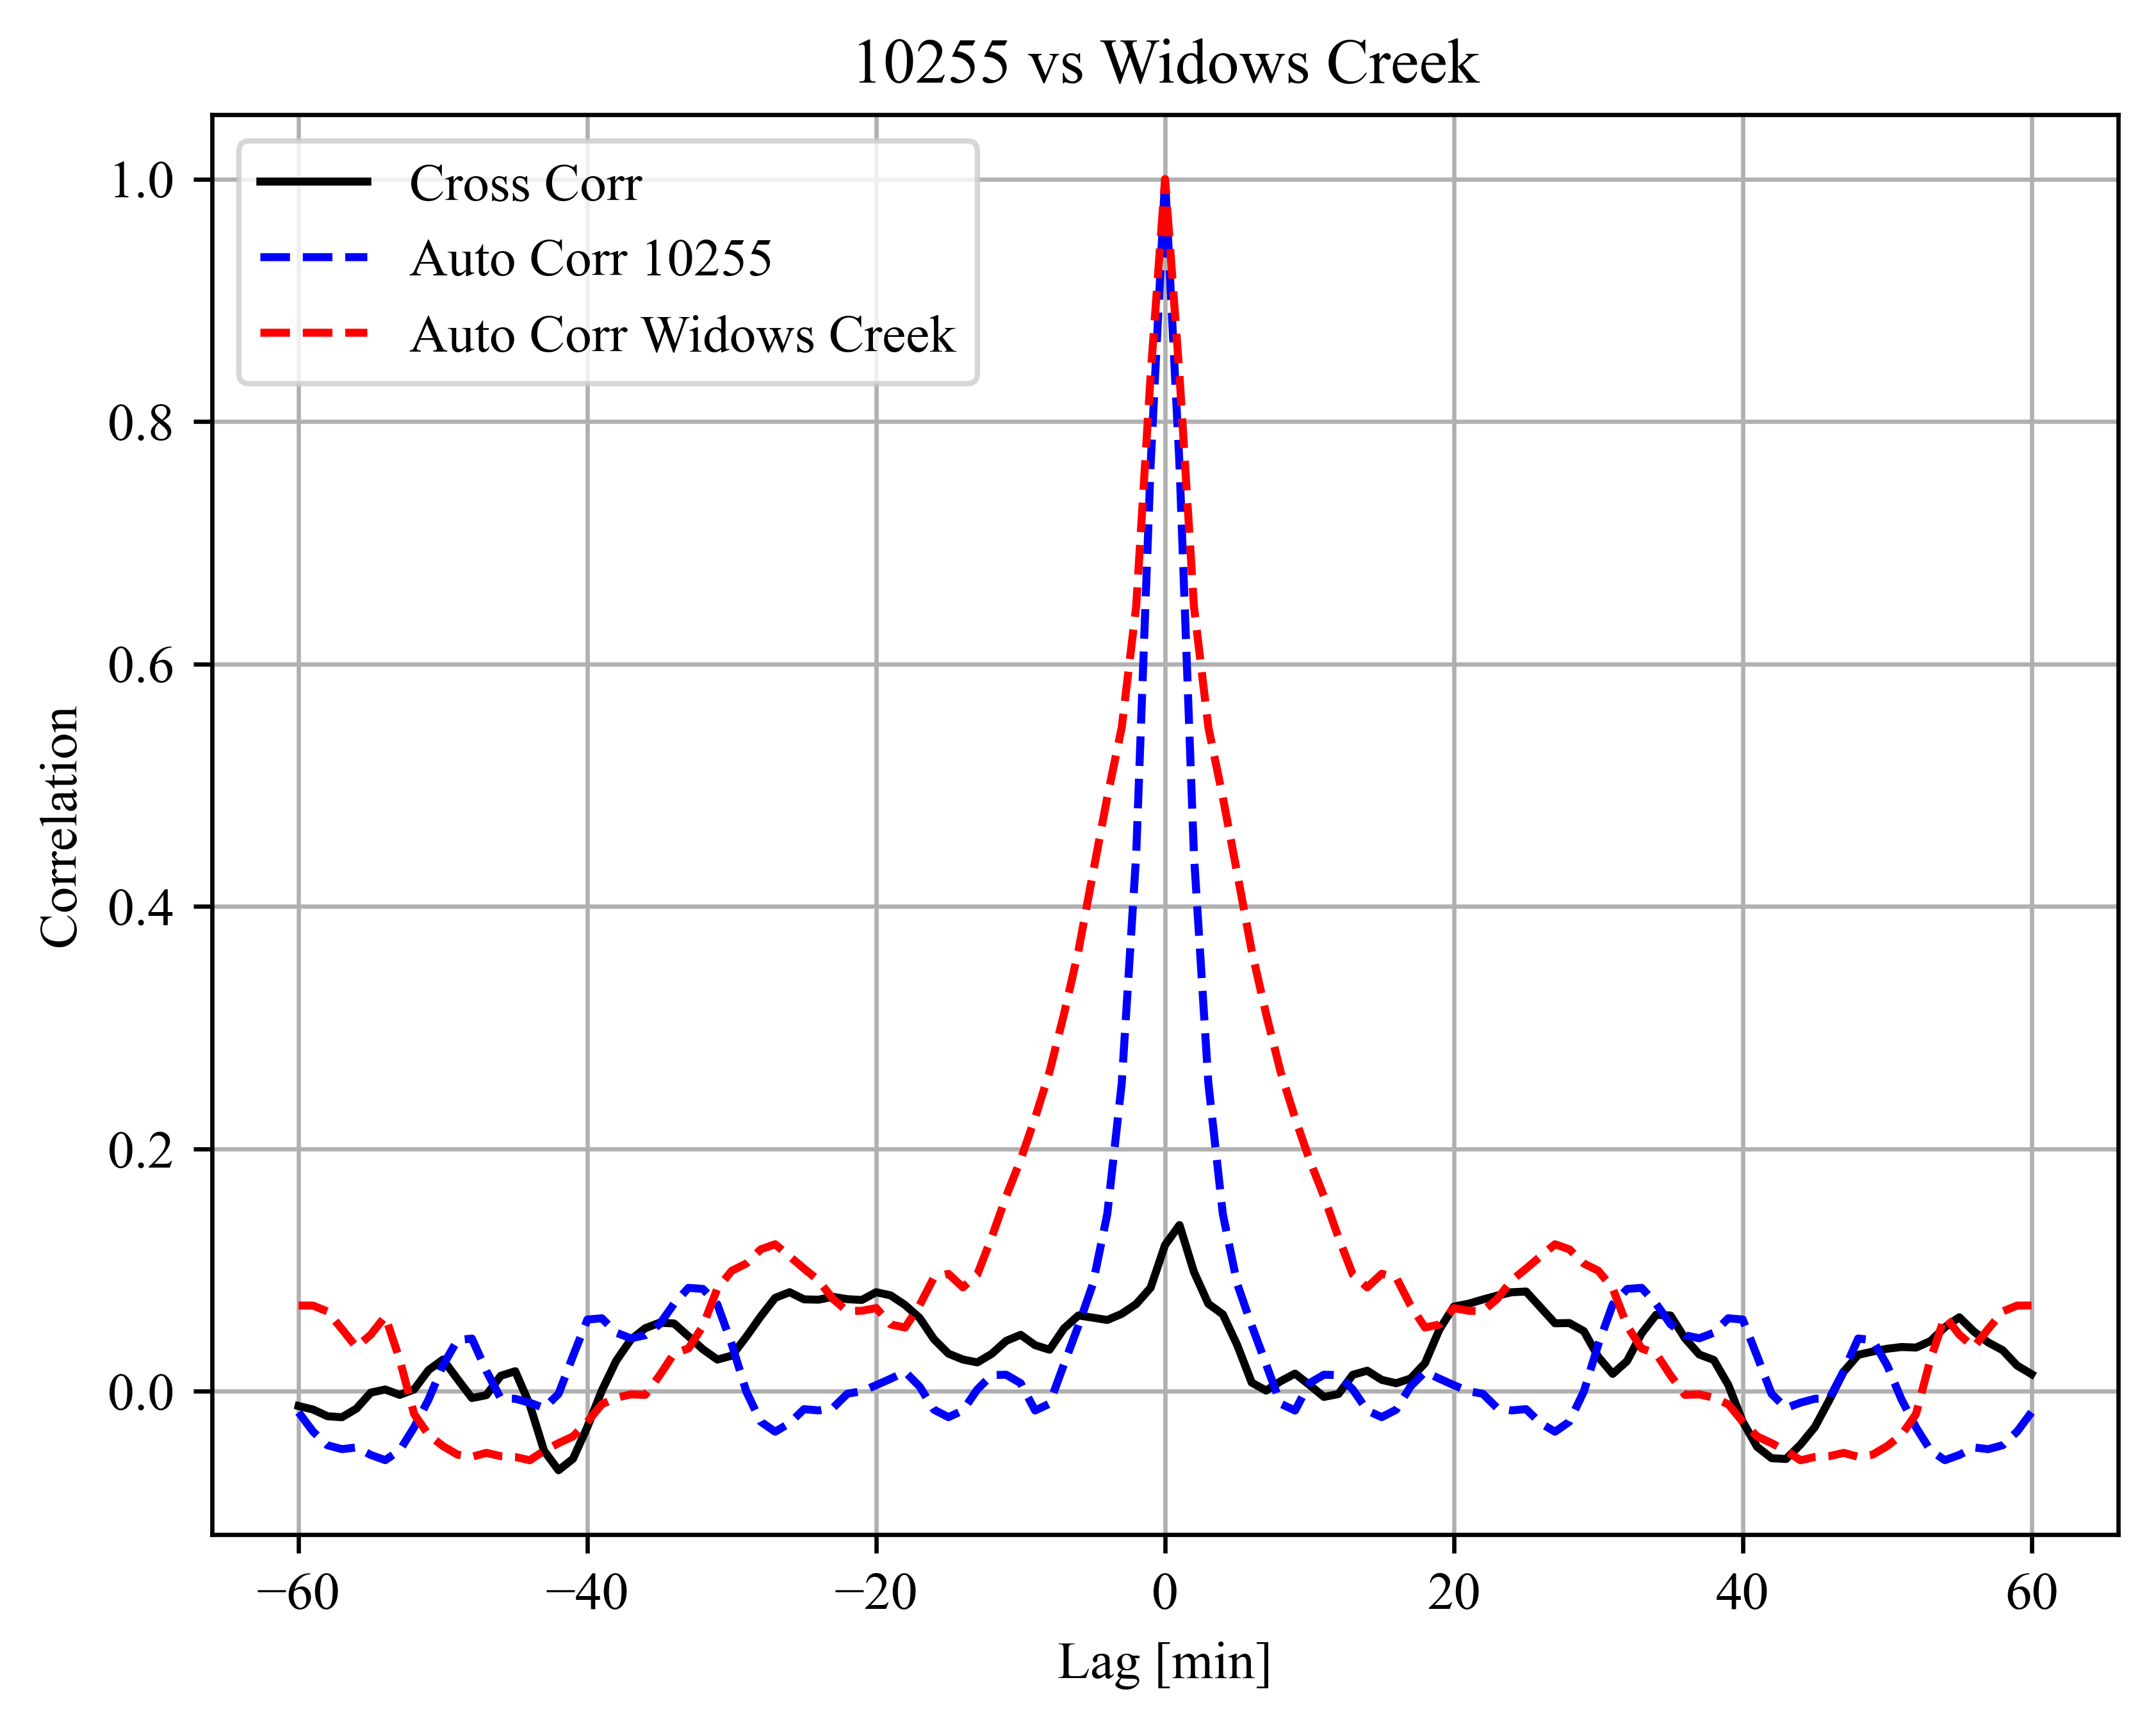 10255 vs Widows Creek
Cross Corr
Auto Corr 10255
Auto Corr Widows Creek
1.0
0.8
0.6
0.4
0.2
0.0
Correlation
−60 −40 −20 0 20 40 60
Lag [min]